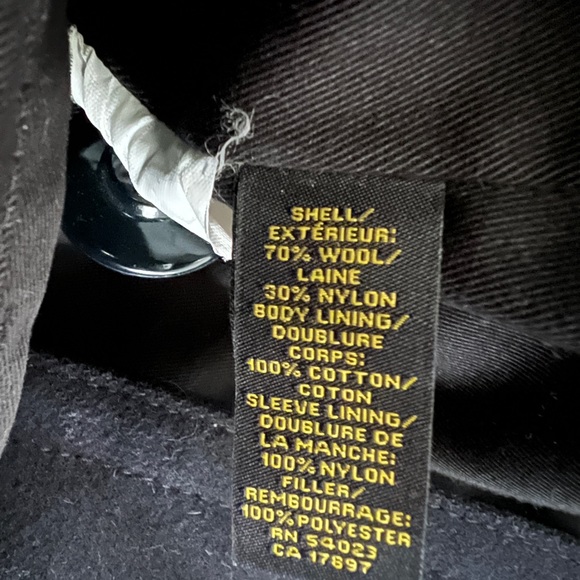 SHELL/
EXTÉRIEUR:
70% WOOL/
LAINE
30% NYLON
BODY LINING/
DOUBLURE
CORPS:
100% COTTON/
COTON
SLEEVE LINING/
DOUBLURE DE
LA MANCHE:
100% NYLON
FILLER/
REMBOURRAGE:
100% POLYESTER
RN 54023
CA 17897